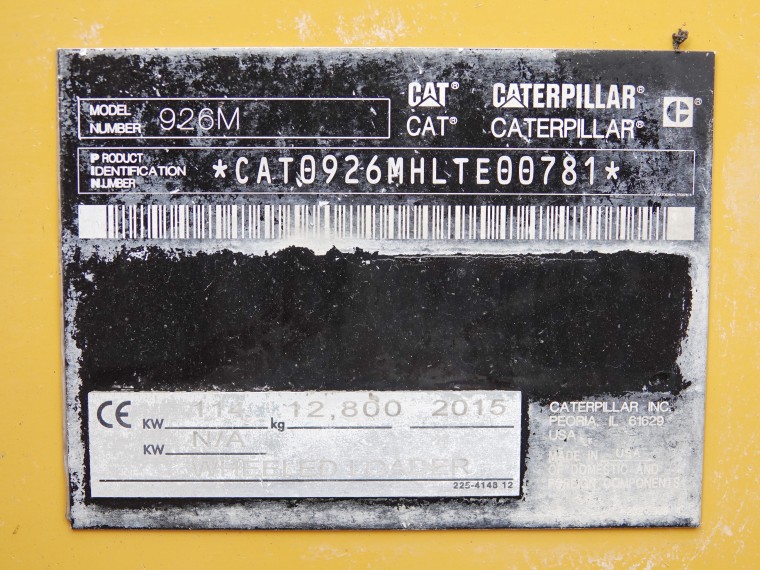 MODEL NUMBER 926M
CAT® CATERPILLAR®
CAT® CATERPILLAR®
PRODUCT IDENTIFICATION NUMBER *CAT0926MHLTE00781*
CE KW 114 kg 12,800 2015
KW N/A
WHEELED LOADER
225-4148 12
CATERPILLAR INC.
PEORIA, IL 61629
USA
MADE IN USA
OF DOMESTIC AND
FOREIGN COMPONENTS